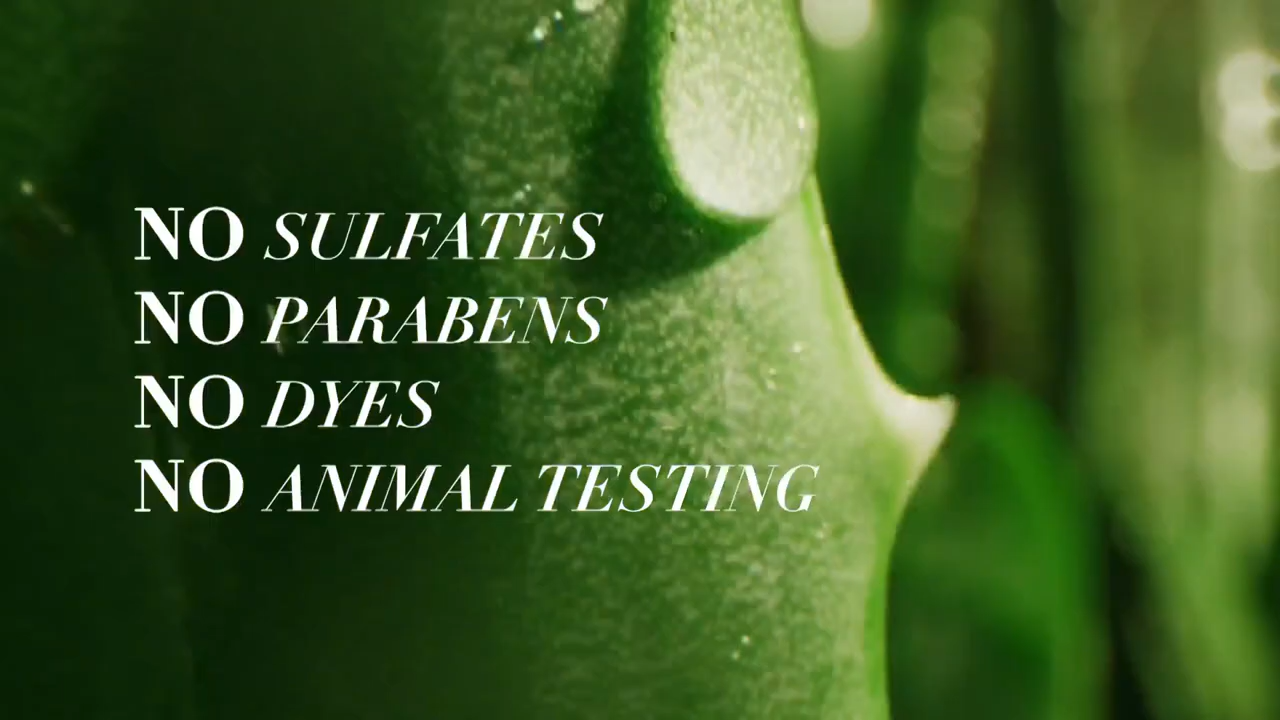 NO SULFATES
NO PARABENS
NO DYES
NO ANIMAL TESTING